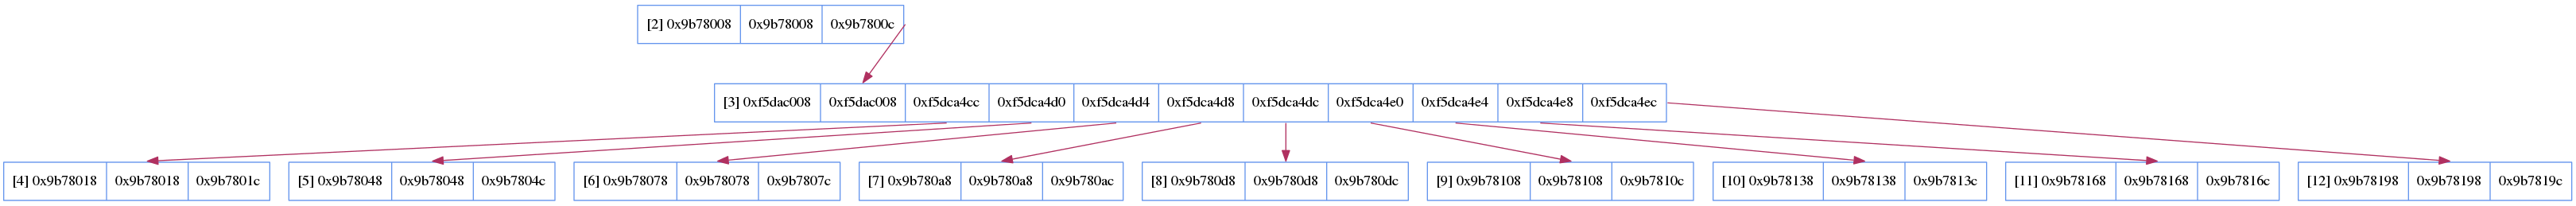 [2] 0x9b78008 0x9b78008 0x9b7800c
[3] 0xf5dac008 0xf5dac008 0xf5dca4cc 0xf5dca4d0 0xf5dca4d4 0xf5dca4d8 0xf5dca4dc 0xf5dca4e0 0xf5dca4e4 0xf5dca4e8 0xf5dca4ec
[4] 0x9b78018 0x9b78018 0x9b7801c [5] 0x9b78048 0x9b78048 0x9b7804c [6] 0x9b78078 0x9b78078 0x9b7807c [7] 0x9b780a8 0x9b780a8 0x9b780ac [8] 0x9b780d8 0x9b780d8 0x9b780dc [9] 0x9b78108 0x9b78108 0x9b7810c [10] 0x9b78138 0x9b78138 0x9b7813c [11] 0x9b78168 0x9b78168 0x9b7816c [12] 0x9b78198 0x9b78198 0x9b7819c